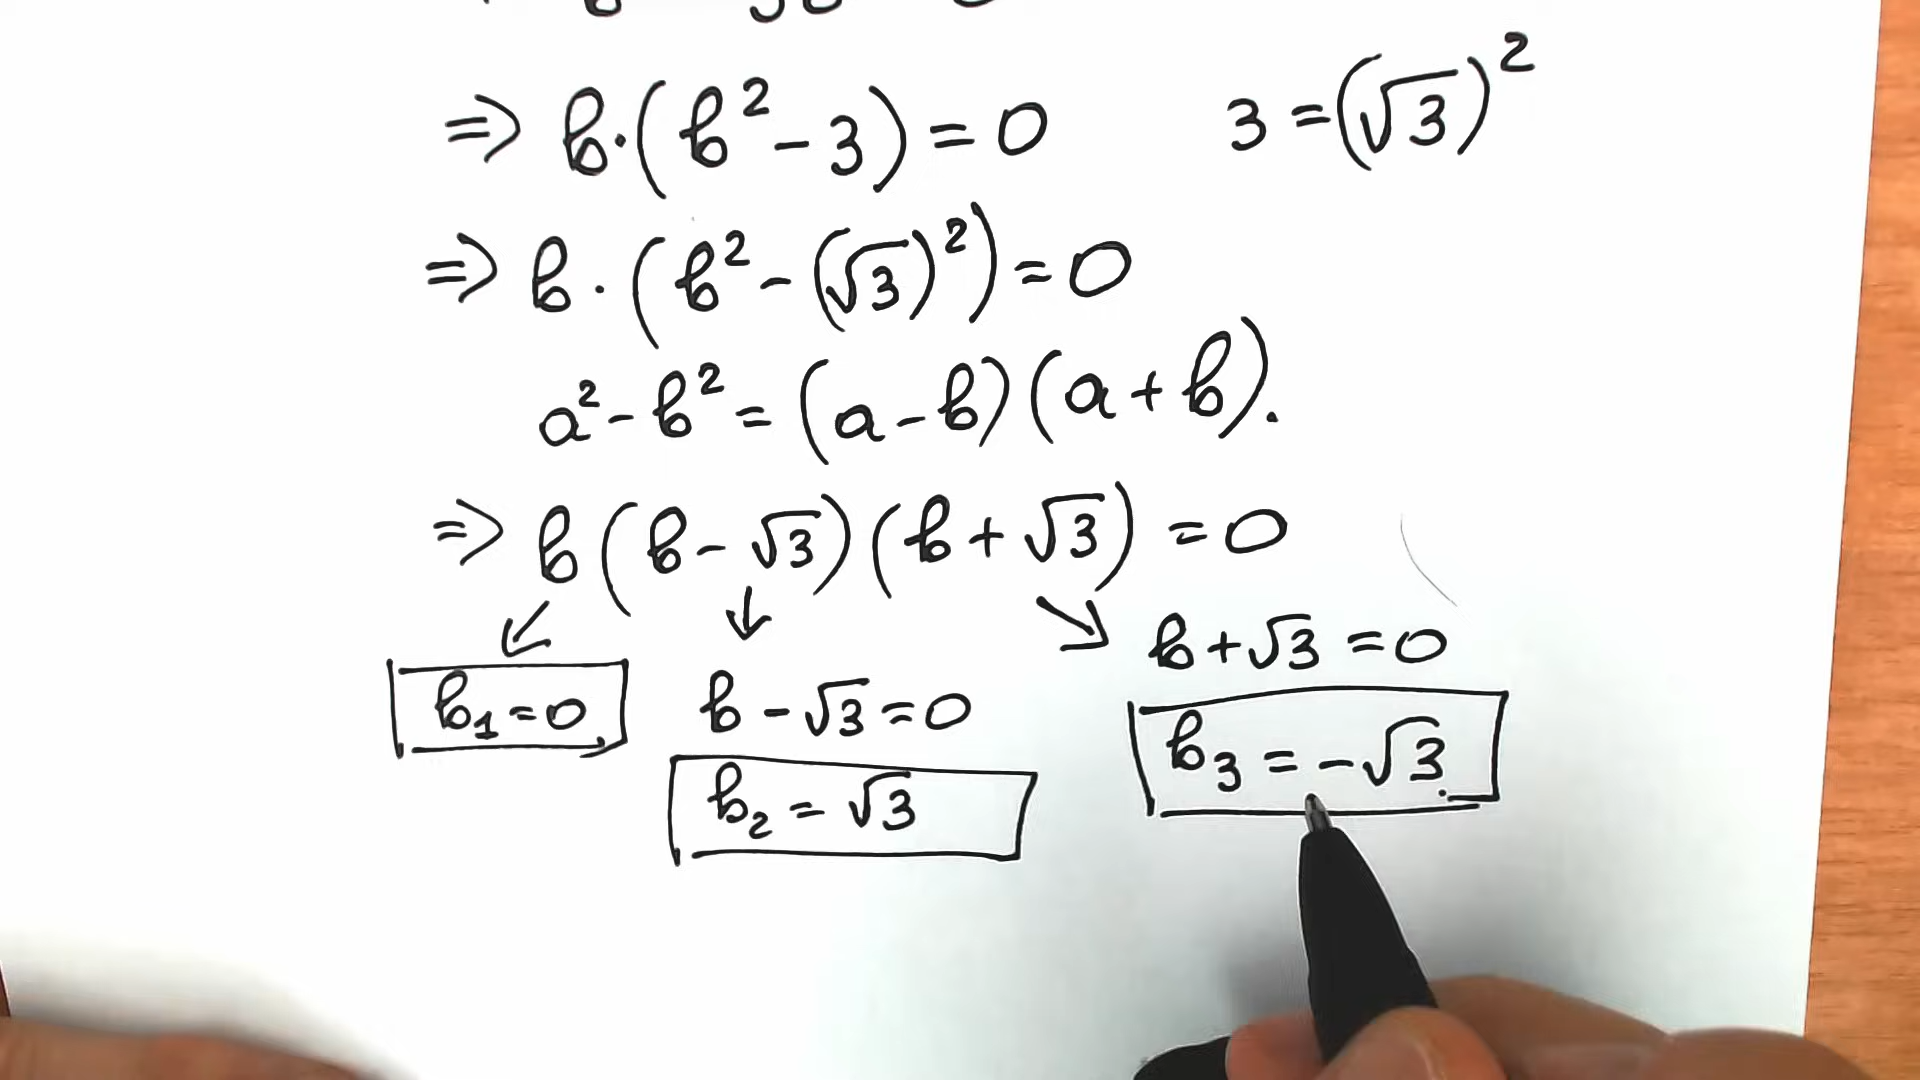 => b·(b² - 3) = 0
3 = (√3)²
=> b · (b² - (√3)²) = 0
a² - b² = (a - b)(a + b).
=> b(b - √3)(b + √3) = 0
b₁ = 0
b - √3 = 0
b₂ = √3
b + √3 = 0
b₃ = -√3